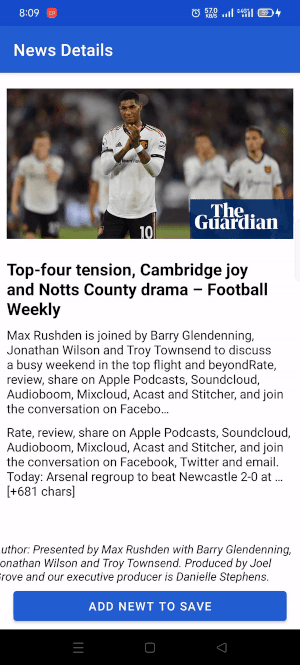 8:09
57.0
KB/S
News Details
10
The
Guardian
Top-four tension, Cambridge joy
and Notts County drama – Football
Weekly
Max Rushden is joined by Barry Glendenning,
Jonathan Wilson and Troy Townsend to discuss
a busy weekend in the top flight and beyondRate,
review, share on Apple Podcasts, Soundcloud,
Audioboom, Mixcloud, Acast and Stitcher, and join
the conversation on Facebo...
Rate, review, share on Apple Podcasts, Soundcloud,
Audioboom, Mixcloud, Acast and Stitcher, and join
the conversation on Facebook, Twitter and email.
Today: Arsenal regroup to beat Newcastle 2-0 at ...
[+681 chars]
uthor: Presented by Max Rushden with Barry Glendenning,
onathan Wilson and Troy Townsend. Produced by Joel
rove and our executive producer is Danielle Stephens.
ADD NEWT TO SAVE